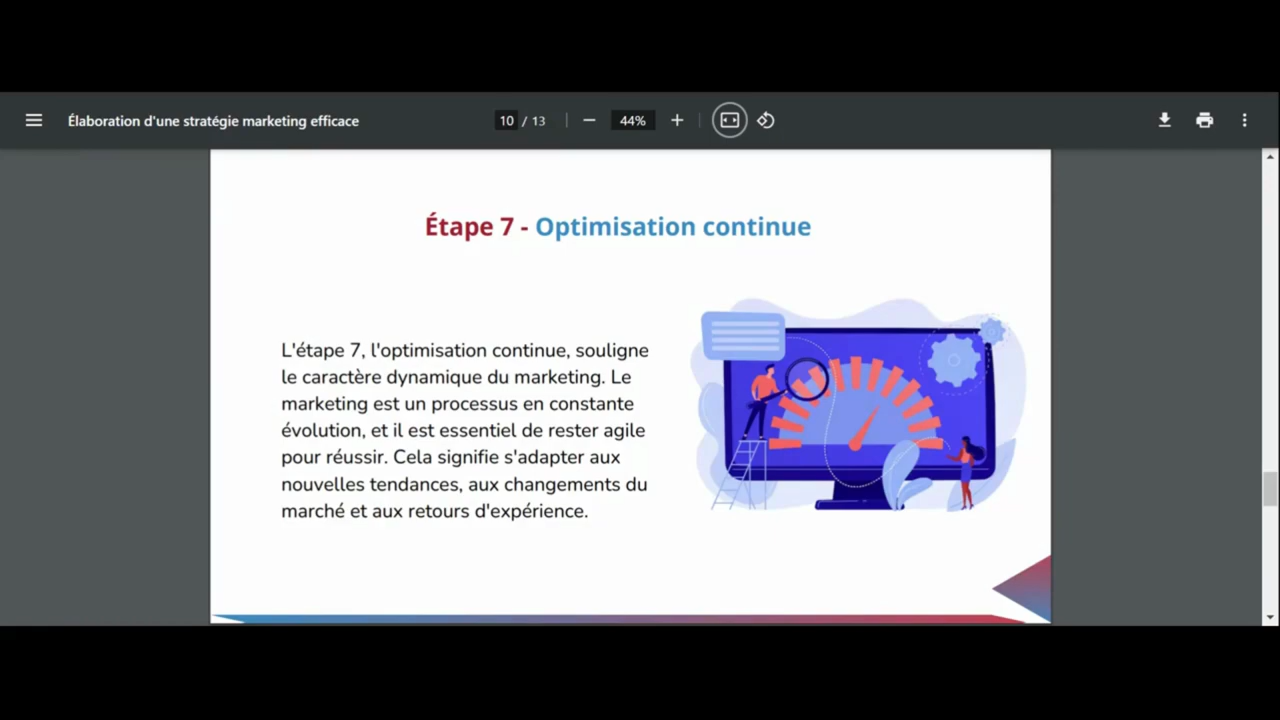 Élaboration d'une stratégie marketing efficace
10 / 13
44%
Étape 7 - Optimisation continue
L'étape 7, l'optimisation continue, souligne
le caractère dynamique du marketing. Le
marketing est un processus en constante
évolution, et il est essentiel de rester agile
pour réussir. Cela signifie s'adapter aux
nouvelles tendances, aux changements du
marché et aux retours d'expérience.